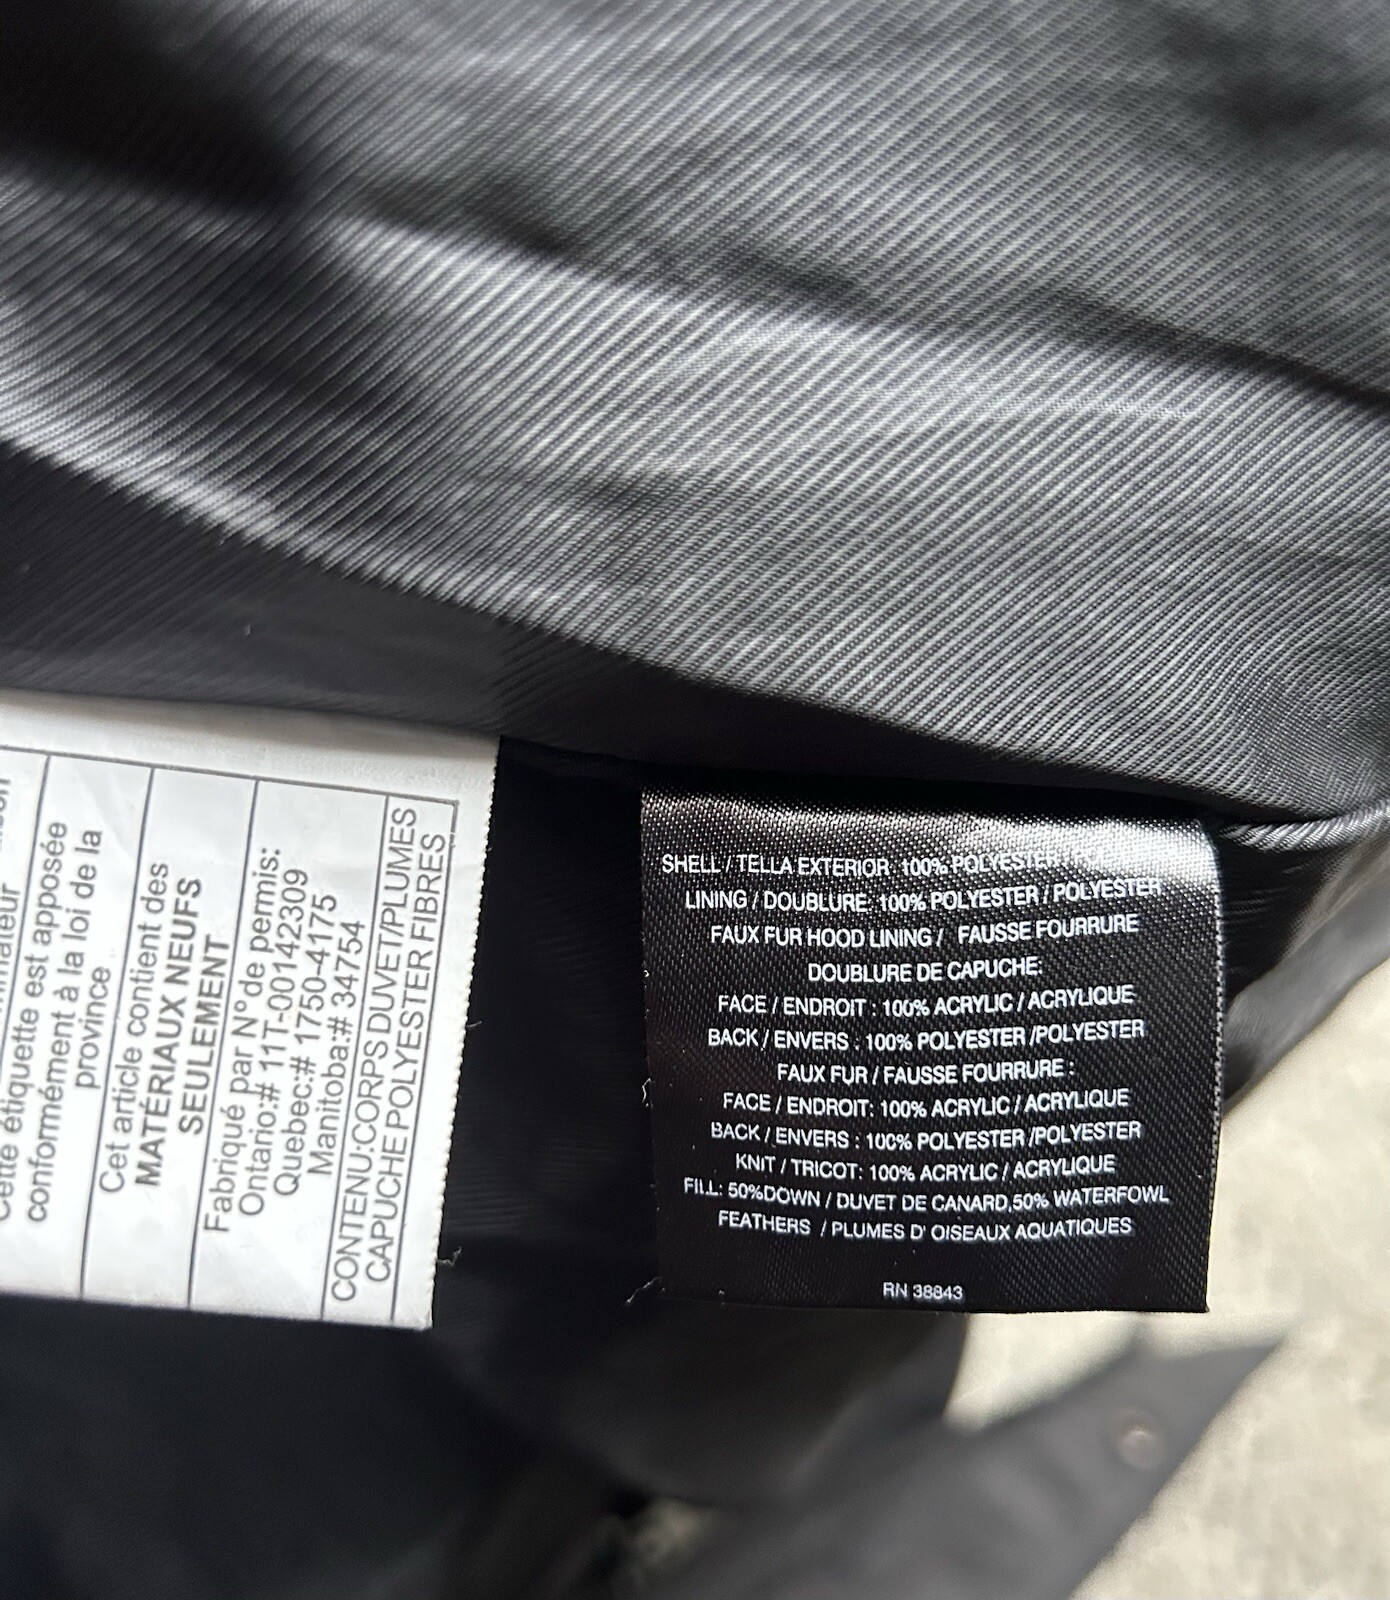 Cette étiquette est apposée
conformément à la loi de la
province
Cet article contient des
MATÉRIAUX NEUFS
SEULEMENT
Fabriqué par N° de permis:
Ontario:# 11T-00142309
Quebec:# 1750-4175
Manitoba:# 34754
CONTENU:CORPS DUVET/PLUMES
CAPUCHE POLYESTER FIBRES
SHELL / TELLA EXTERIOR: 100% POLYESTER
LINING / DOUBLURE: 100% POLYESTER / POLYESTER
FAUX FUR HOOD LINING / FAUSSE FOURRURE
DOUBLURE DE CAPUCHE:
FACE / ENDROIT : 100% ACRYLIC / ACRYLIQUE
BACK / ENVERS : 100% POLYESTER /POLYESTER
FAUX FUR / FAUSSE FOURRURE :
FACE / ENDROIT: 100% ACRYLIC / ACRYLIQUE
BACK / ENVERS : 100% POLYESTER /POLYESTER
KNIT / TRICOT: 100% ACRYLIC / ACRYLIQUE
FILL: 50%DOWN / DUVET DE CANARD,50% WATERFOWL
FEATHERS / PLUMES D' OISEAUX AQUATIQUES
RN 38843